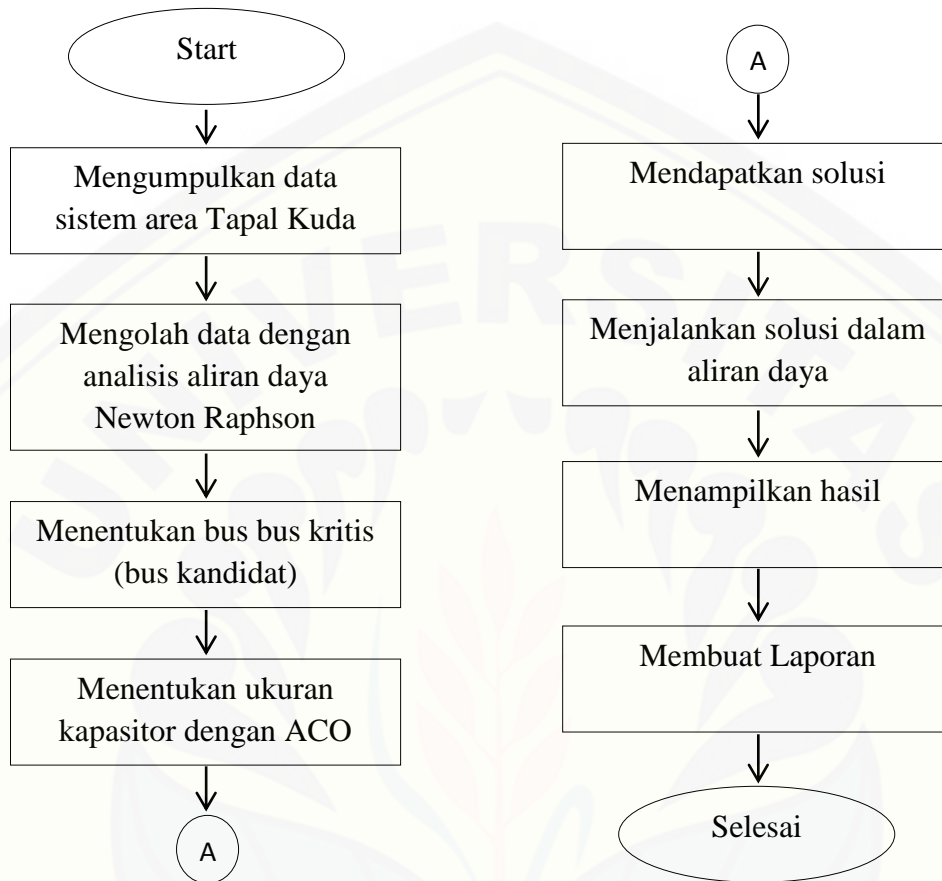 Start
Mengumpulkan data
sistem area Tapal Kuda
Mengolah data dengan
analisis aliran daya
Newton Raphson
Menentukan bus bus kritis
(bus kandidat)
Menentukan ukuran
kapasitor dengan ACO
A
A
Mendapatkan solusi
Menjalankan solusi dalam
aliran daya
Menampilkan hasil
Membuat Laporan
Selesai
UNIVERSITAS